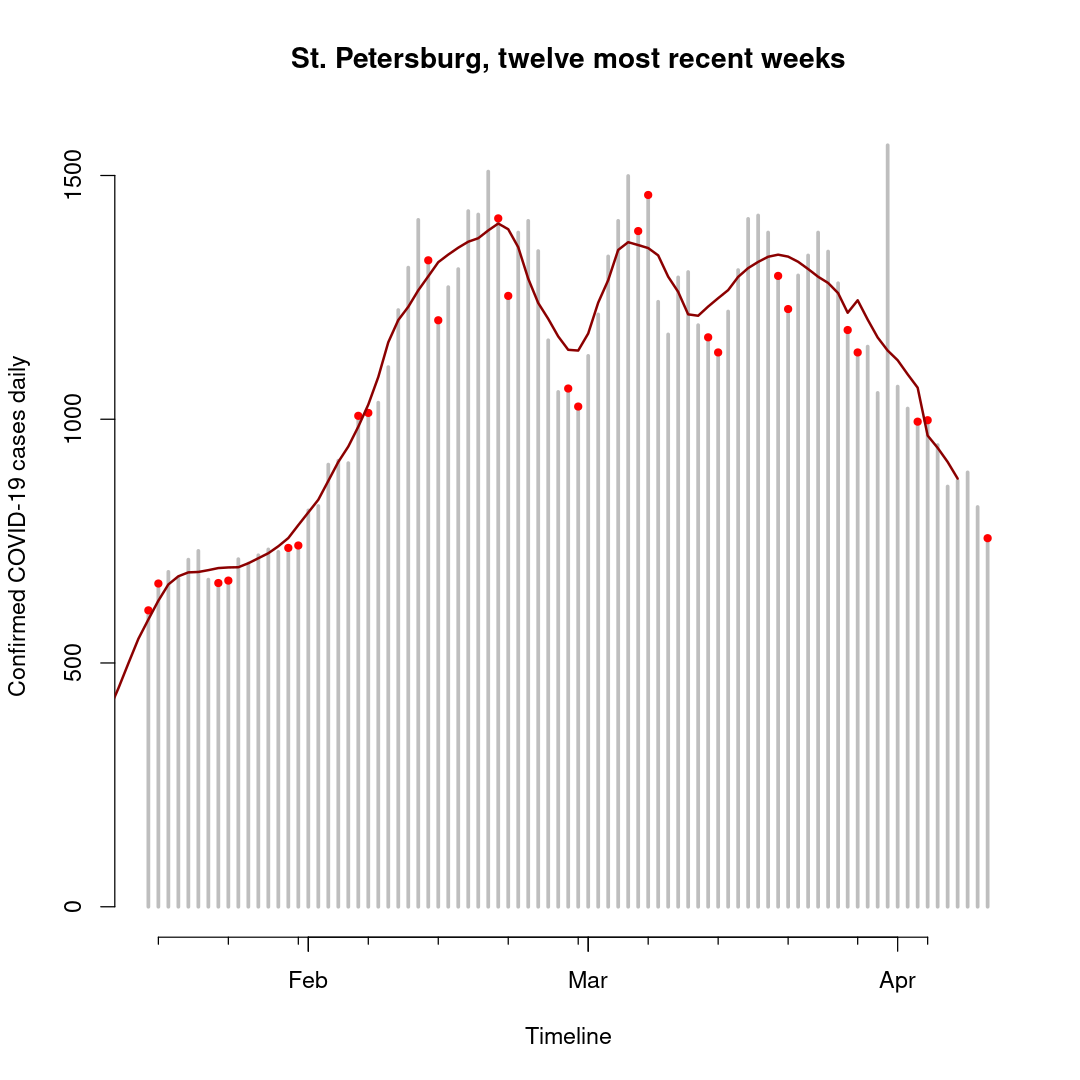 St. Petersburg, twelve most recent weeks
Confirmed COVID-19 cases daily
1500
1000
500
0
Feb Mar Apr
Timeline